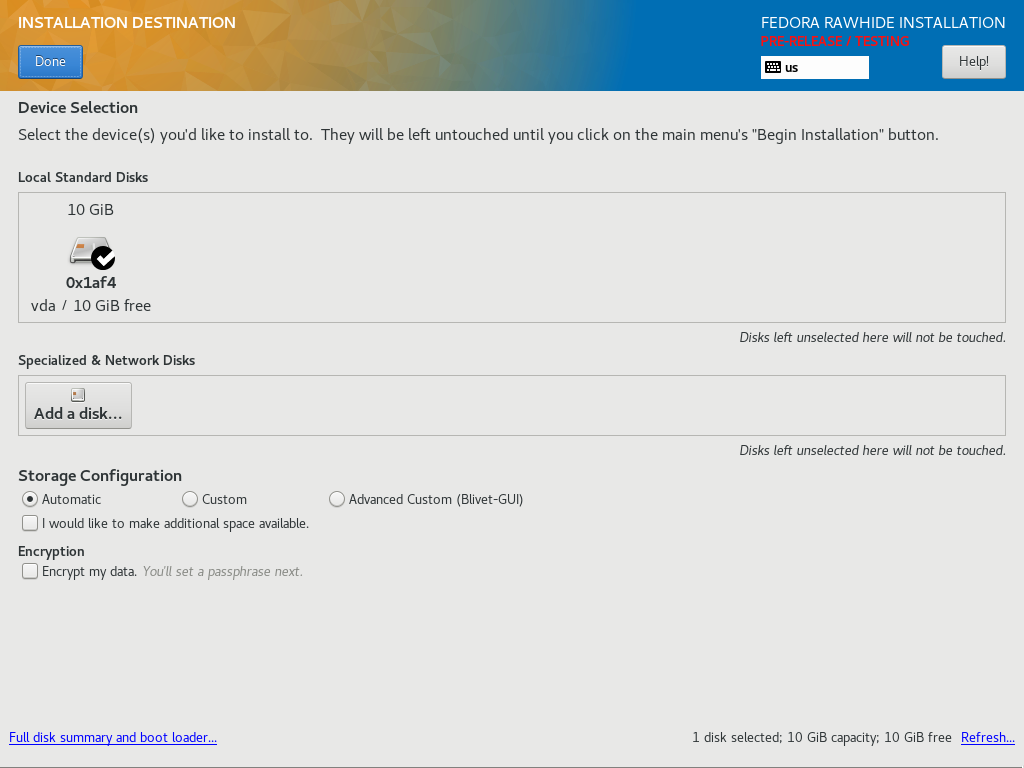 INSTALLATION DESTINATION
FEDORA RAWHIDE INSTALLATION
PRE-RELEASE / TESTING
Done
us
Help!
Device Selection
Select the device(s) you'd like to install to.  They will be left untouched until you click on the main menu's "Begin Installation" button.
Local Standard Disks
10 GiB
0x1af4
vda / 10 GiB free
Disks left unselected here will not be touched.
Specialized & Network Disks
Add a disk...
Disks left unselected here will not be touched.
Storage Configuration
Automatic Custom Advanced Custom (Blivet-GUI)
I would like to make additional space available.
Encryption
Encrypt my data. You'll set a passphrase next.
Full disk summary and boot loader... 1 disk selected; 10 GiB capacity; 10 GiB free Refresh...